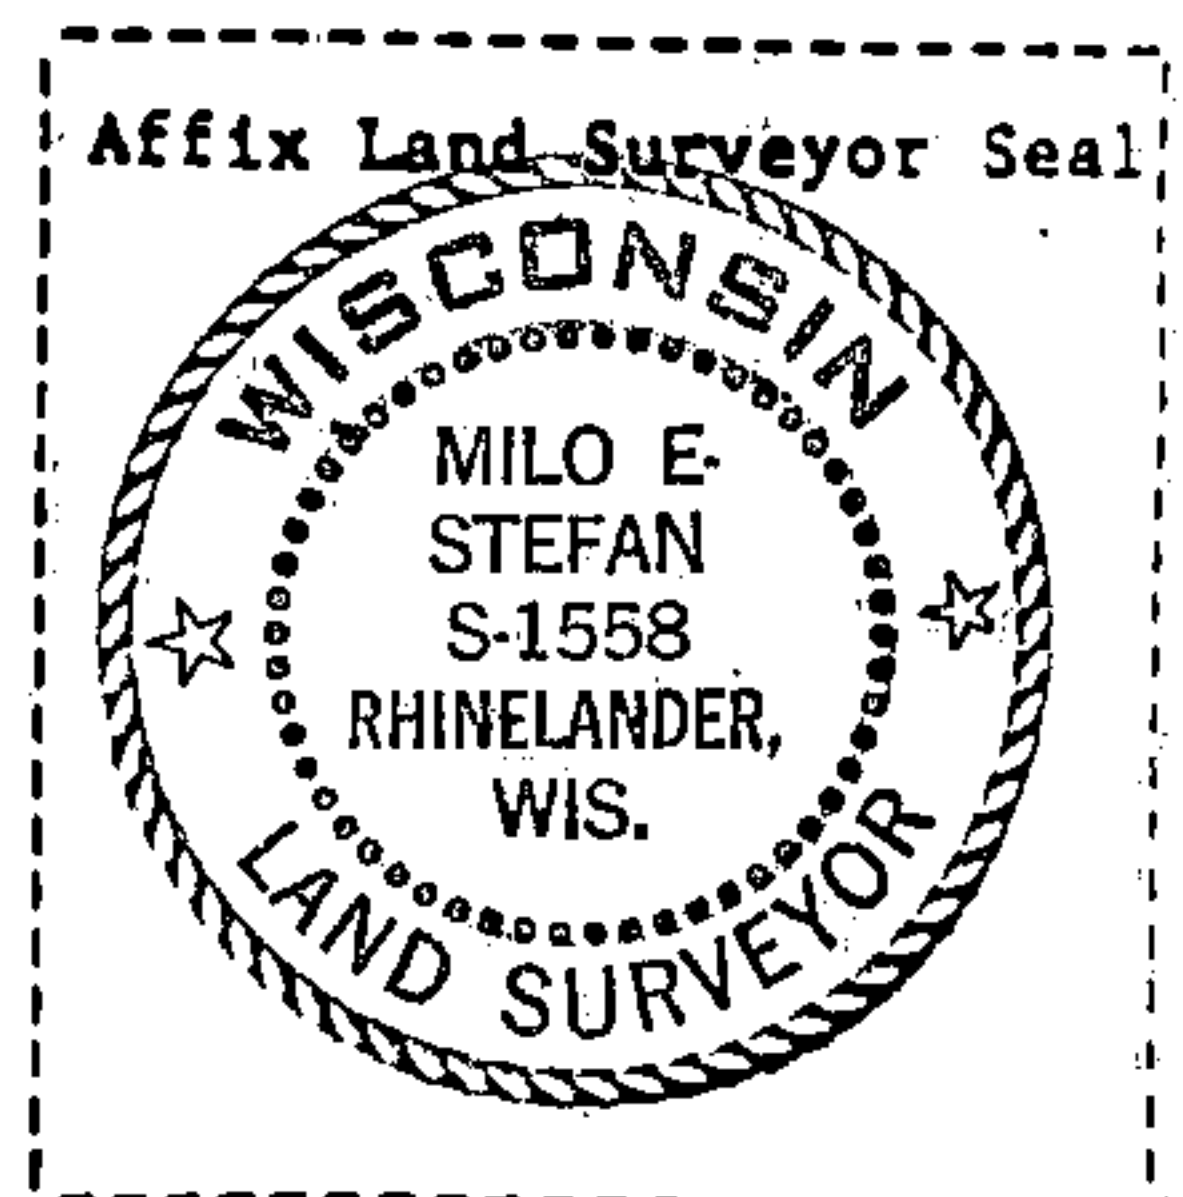 Affix Land Surveyor Seal
WISCONSIN
MILO E.
STEFAN
S-1558
RHINELANDER,
WIS.
LAND SURVEYOR